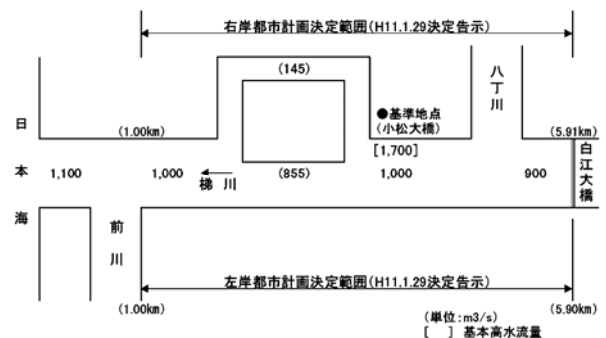 右岸都市計画決定範囲(H11.1.29決定告示)
(145)
八丁川
●基準地点
(小松大橋)
日本海
(1.00km)
(5.91km)
[1,700]
白江大橋
1,100
1,000
梯 川
(855)
1,000
900
前川
左岸都市計画決定範囲(H11.1.29決定告示)
(1.00km)
(5.90km)
(単位:m3/s)
[ ] 基本高水流量